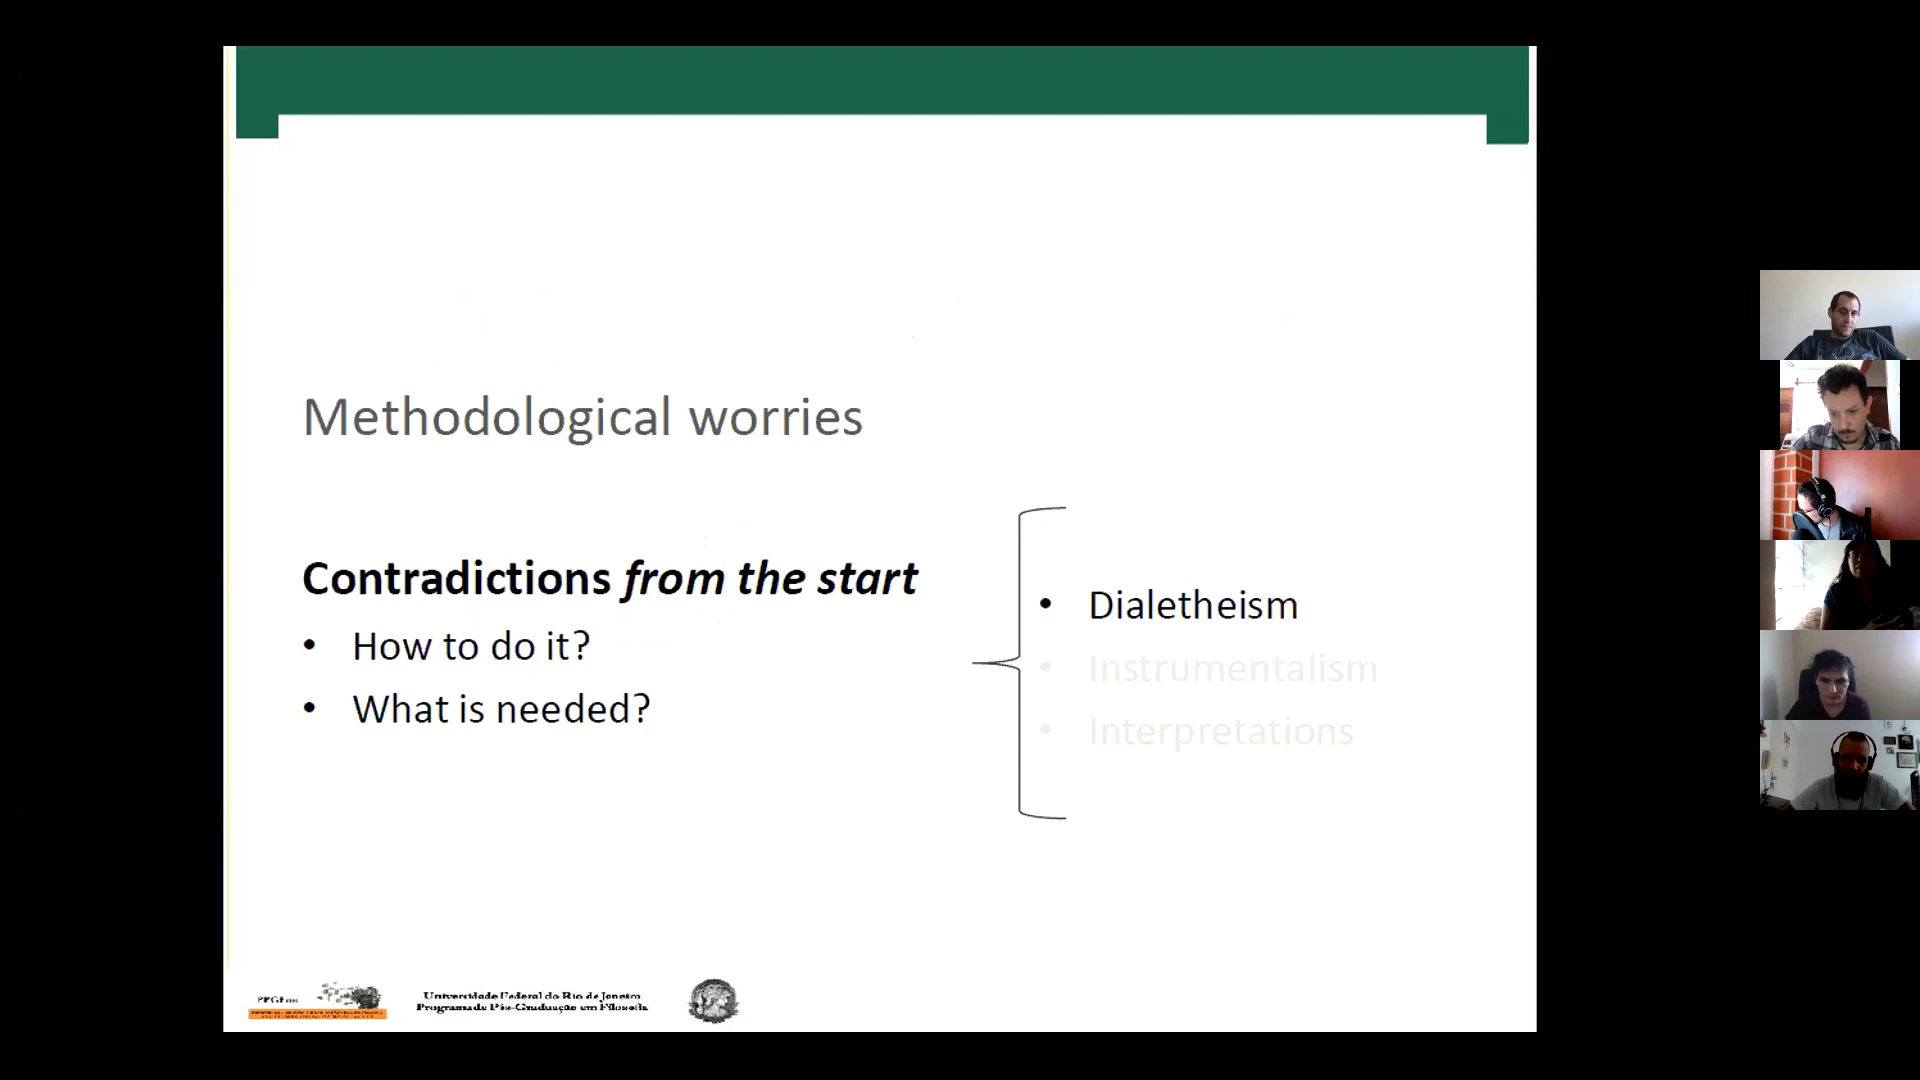 Methodological worries
Contradictions from the start
• How to do it?
• What is needed?
• Dialetheism
• Instrumentalism
• Interpretations
Universidade Federal do Rio de Janeiro
Programa de Pós-Graduação em Filosofia